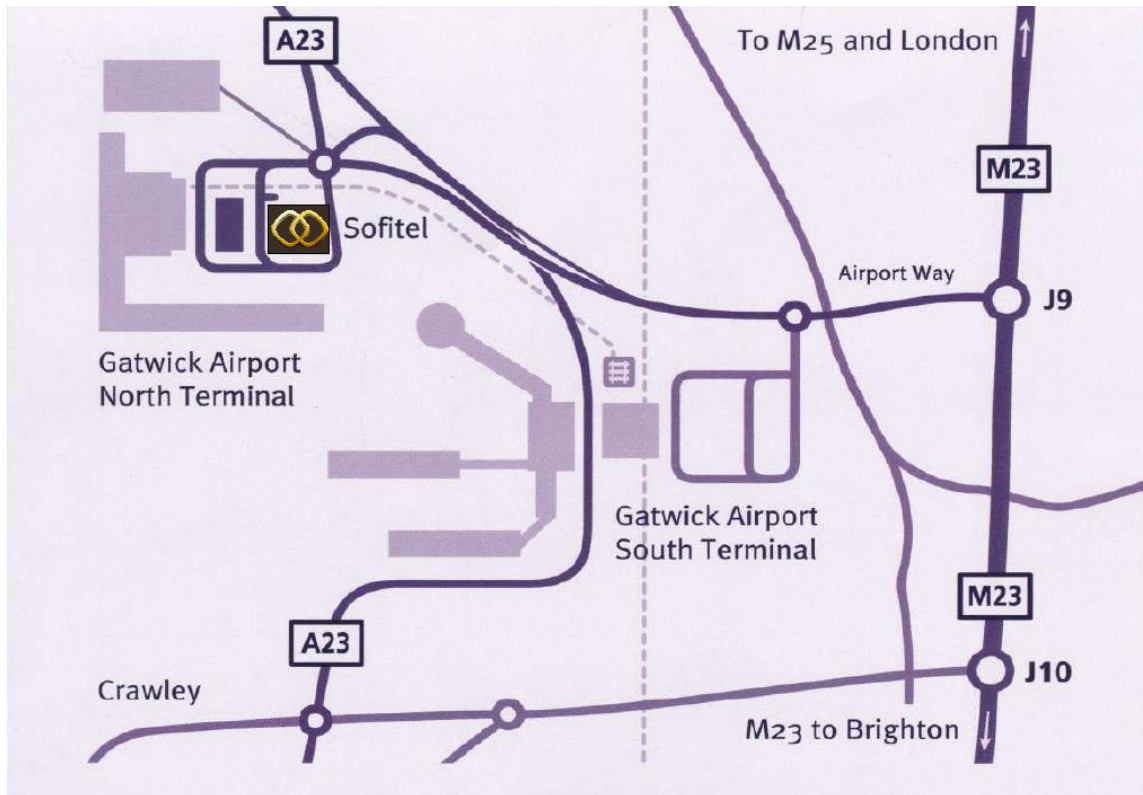 A23
To M25 and London
M23
Sofitel
Airport Way
J9
Gatwick Airport
North Terminal
Gatwick Airport
South Terminal
M23
A23
J10
Crawley
M23 to Brighton